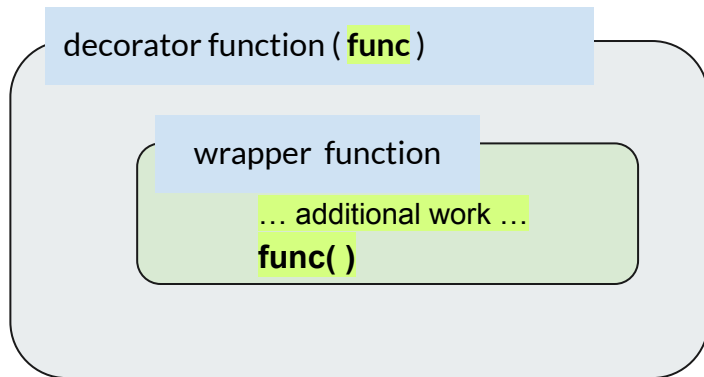 decorator function ( func )
wrapper function
… additional work …
func( )